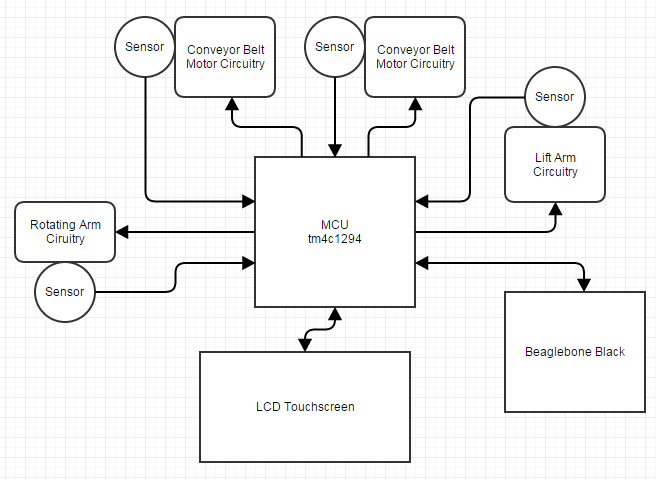 Sensor
Conveyor Belt
Motor Circuitry
Sensor
Conveyor Belt
Motor Circuitry
Sensor
Lift Arm
Circuitry
Rotating Arm
Ciruitry
Sensor
MCU
tm4c1294
Beaglebone Black
LCD Touchscreen